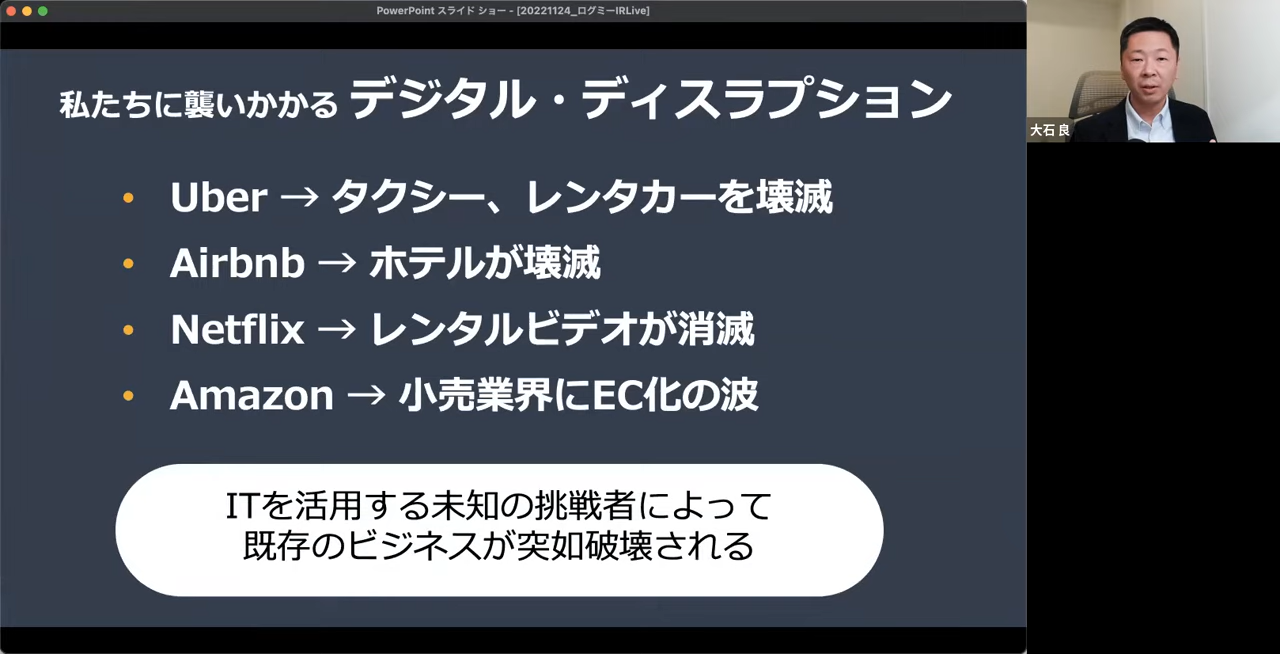 PowerPoint スライド ショー - [20221124_ログミーIRLive]
私たちに襲いかかる デジタル・ディスラプション
• Uber → タクシー、レンタカーを壊滅
• Airbnb → ホテルが壊滅
• Netflix → レンタルビデオが消滅
• Amazon → 小売業界にEC化の波
ITを活用する未知の挑戦者によって
既存のビジネスが突如破壊される
大石 良